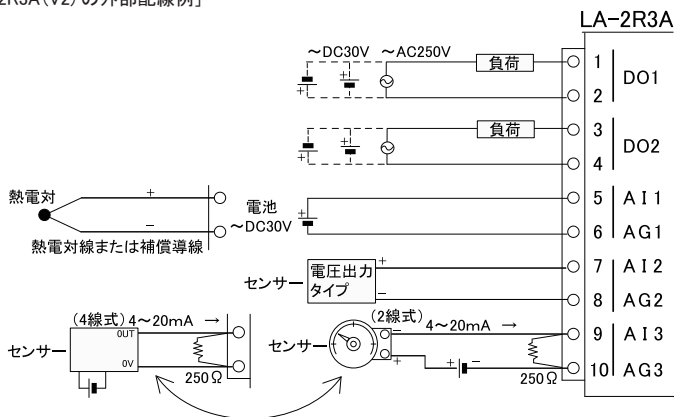 2R3A(V2)の外部配線例」
LA-2R3A
～DC30V ～AC250V
負荷
1
2
DO1
+
負荷
3
4
DO2
+
熱電対
+
−
熱電対線または補償導線
電池
～DC30V
+
5 AI1
6 AG1
センサー
電圧出力
タイプ
+
−
7 AI2
8 AG2
(4線式) 4～20mA →
センサー
OUT
0V
250Ω
(2線式)
4～20mA →
センサー
−
+
+ −
250Ω
9 AI3
10 AG3